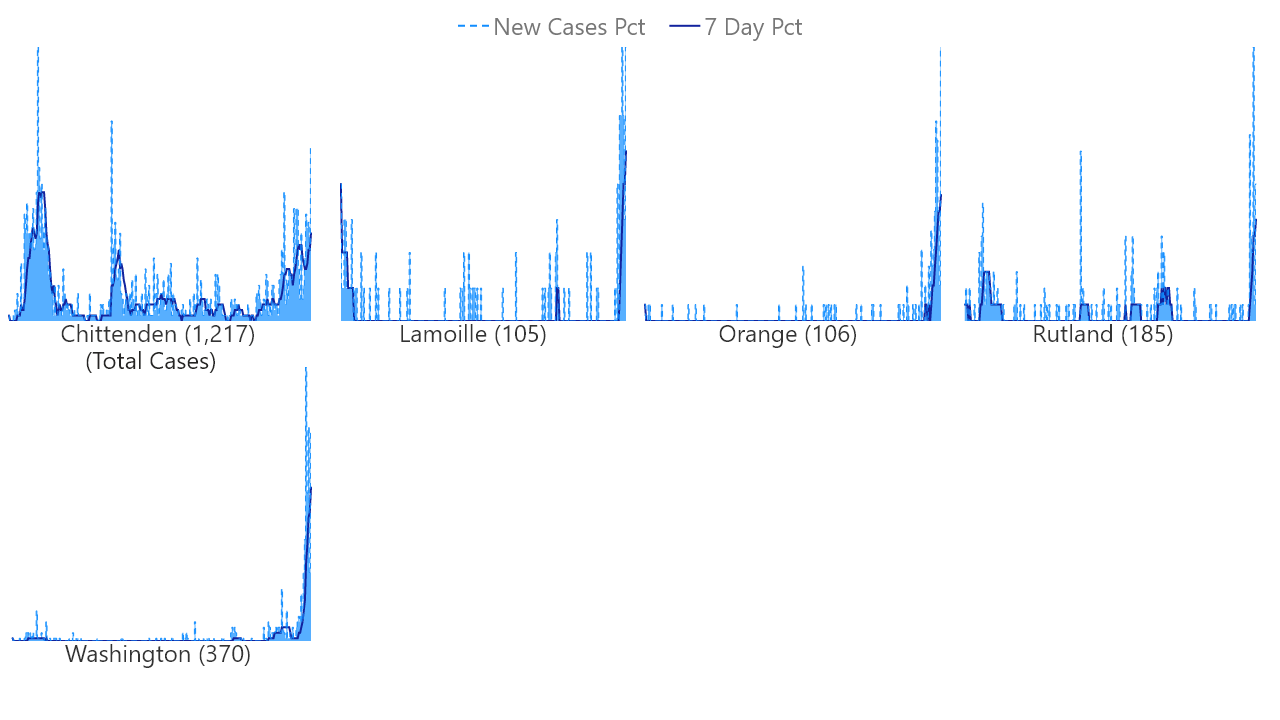 New Cases Pct 7 Day Pct
Chittenden (1,217) Lamoille (105) Orange (106) Rutland (185)
(Total Cases)
Washington (370)